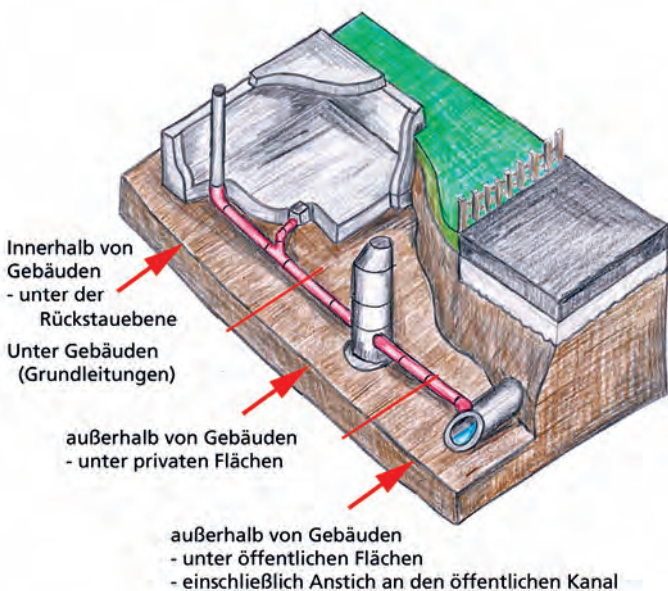 Innerhalb von
Gebäuden
- unter der
Rückstauebene
Unter Gebäuden
(Grundleitungen)
außerhalb von Gebäuden
- unter privaten Flächen
außerhalb von Gebäuden
- unter öffentlichen Flächen
- einschließlich Anstich an den öffentlichen Kanal